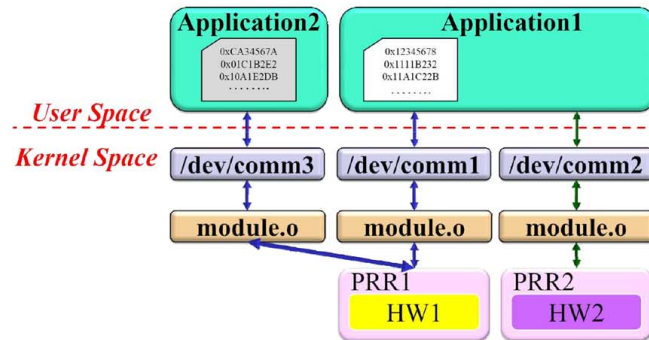 Application2
Application1
0xCA34567A
0x01C1B2E2
0x10A1E2DB
........
0x12345678
0x1111B232
0x11A1C22B
........
User Space
Kernel Space
/dev/comm3
/dev/comm1
/dev/comm2
module.o
module.o
module.o
PRR1
PRR2
HW1
HW2